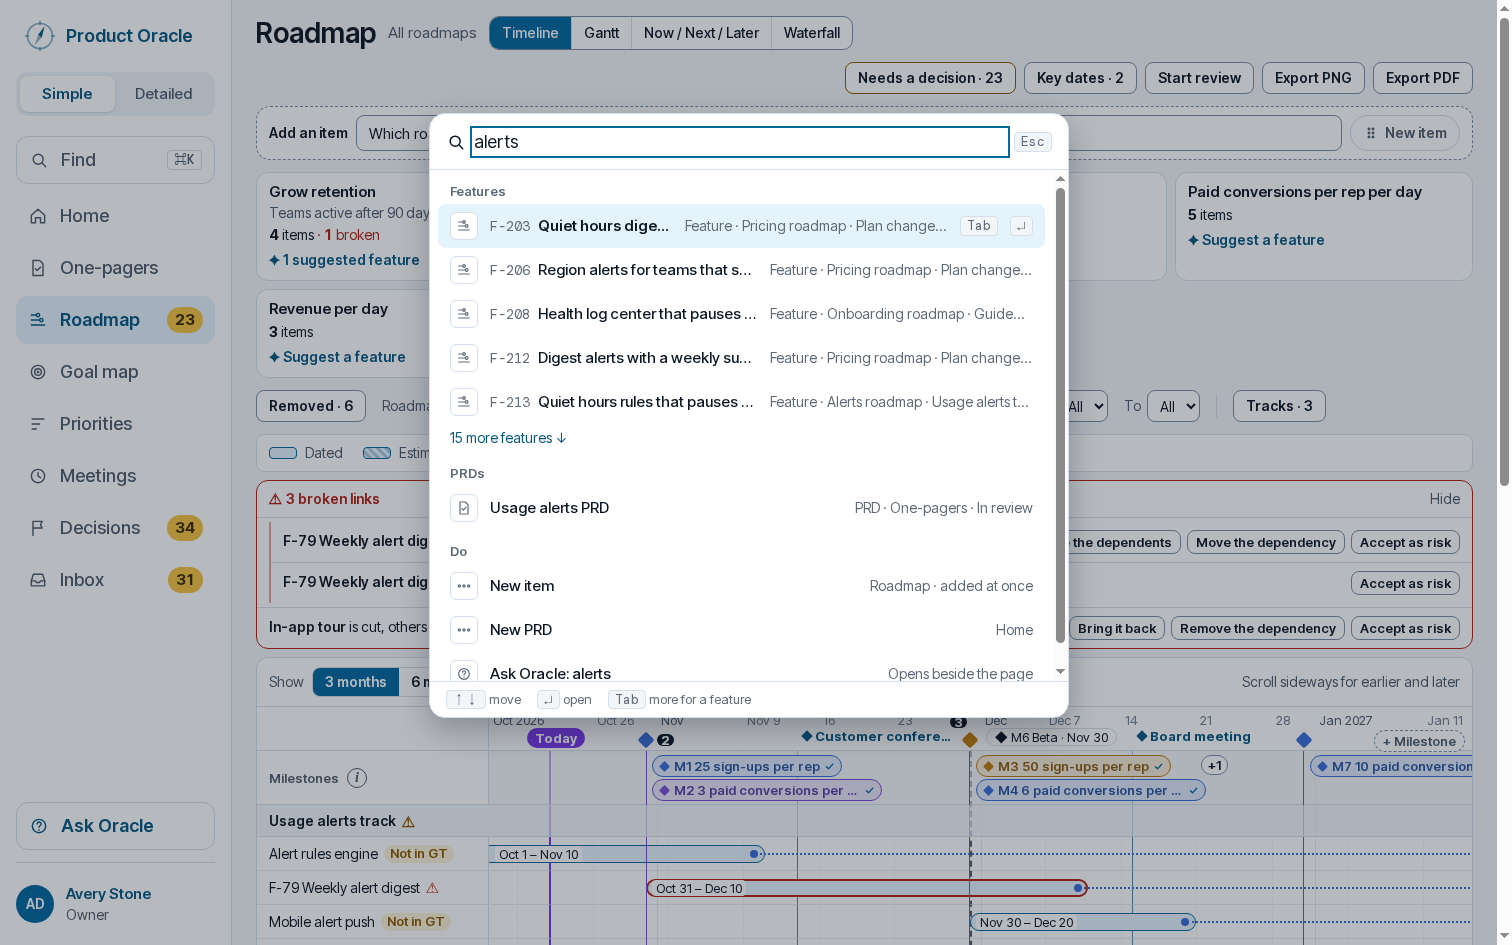 Product Oracle
Simple Detailed
Find ⌘K
Home
One-pagers
Roadmap 23
Goal map
Priorities
Meetings
Decisions 34
Inbox 31
Ask Oracle
AD Avery Stone
Owner
Roadmap All roadmaps Timeline Gantt Now / Next / Later Waterfall
Needs a decision · 23 Key dates · 2 Start review Export PNG Export PDF
Add an item Which ro New item
Grow retention
Teams active after 90 day
4 items · 1 broken
1 suggested feature
Paid conversions per rep per day
5 items
Suggest a feature
Revenue per day
3 items
Suggest a feature
Removed · 6 Roadma All To All Tracks · 3
Dated Estim
⚠ 3 broken links Hide
F-79 Weekly alert dig the dependents Move the dependency Accept as risk
F-79 Weekly alert dig Accept as risk
In-app tour is cut, others Bring it back Remove the dependency Accept as risk
Show 3 months 6 m Scroll sideways for earlier and later
alerts Esc
Features
F-203 Quiet hours dige... Feature · Pricing roadmap · Plan change... Tab ↵
F-206 Region alerts for teams that s... Feature · Pricing roadmap · Plan change...
F-208 Health log center that pauses ... Feature · Onboarding roadmap · Guide...
F-212 Digest alerts with a weekly su... Feature · Pricing roadmap · Plan change...
F-213 Quiet hours rules that pauses ... Feature · Alerts roadmap · Usage alerts t...
15 more features ↓
PRDs
Usage alerts PRD PRD · One-pagers · In review
Do
New item Roadmap · added at once
New PRD Home
Ask Oracle: alerts Opens beside the page
↑ ↓ move ↵ open Tab more for a feature
Oct 2026 Oct 26 Nov Nov 9 16 23 3 Dec Dec 7 14 21 28 Jan 2027 Jan 11
Today 2 Customer confere... M6 Beta · Nov 30 Board meeting + Milestone
Milestones i M1 25 sign-ups per rep ✓ M3 50 sign-ups per rep ✓ +1 M7 10 paid conversion
M2 3 paid conversions per ... ✓ M4 6 paid conversions per ... ✓
Usage alerts track ⚠
Alert rules engine Not in GT Oct 1 – Nov 10
F-79 Weekly alert digest ⚠ Oct 31 – Dec 10
Mobile alert push Not in GT Nov 30 – Dec 20